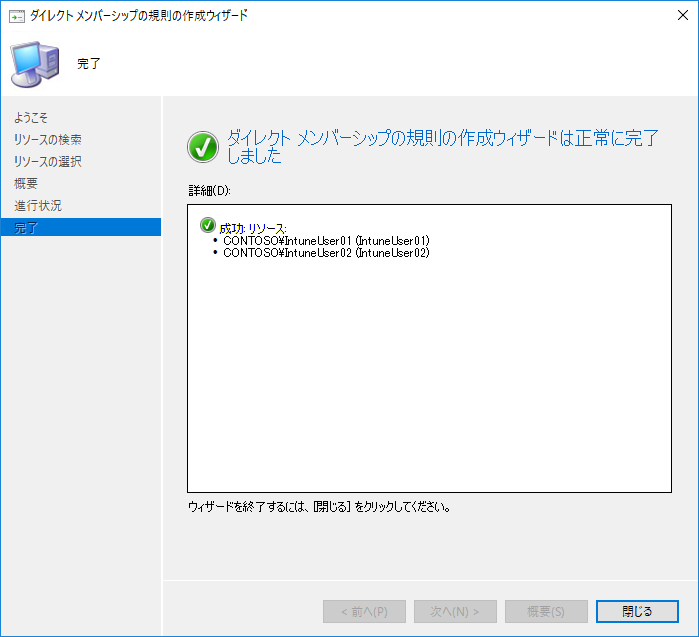 ダイレクト メンバーシップの規則の作成ウィザード
完了
ようこそ
リソースの検索
リソースの選択
概要
進行状況
完了
ダイレクト メンバーシップの規則の作成ウィザードは正常に完了
しました
詳細(D):
成功: リソース:
• CONTOSO¥IntuneUser01 (IntuneUser01)
• CONTOSO¥IntuneUser02 (IntuneUser02)
ウィザードを終了するには、[閉じる] をクリックしてください。
< 前へ(P)
次へ(N) >
概要(S)
閉じる